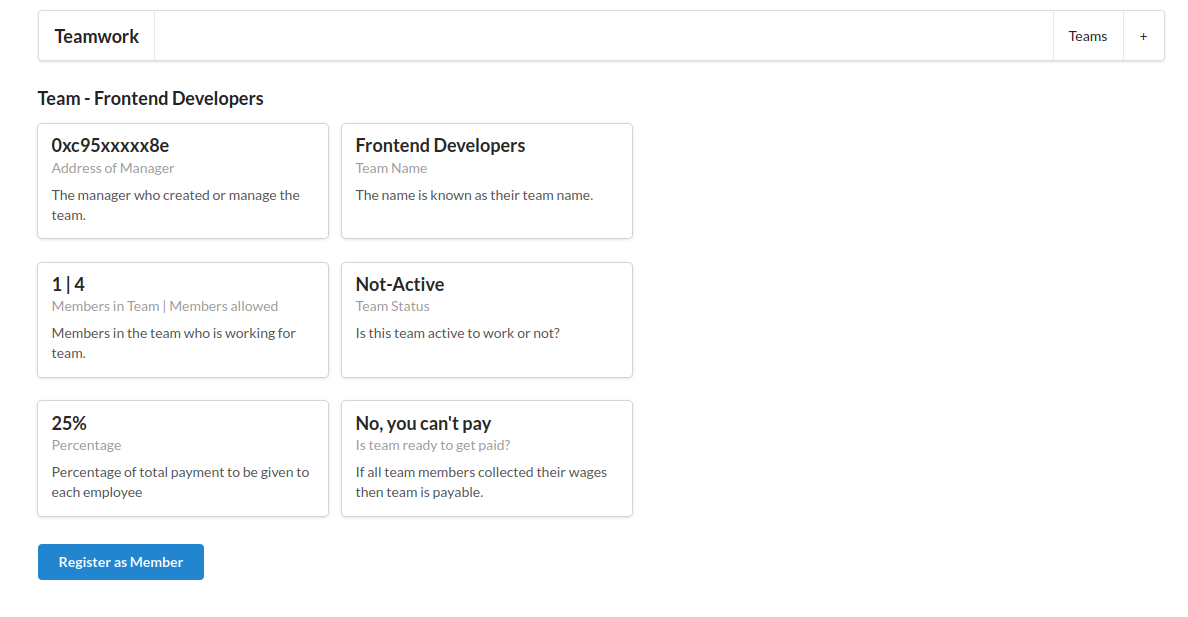 Teamwork
Teams
+
Team - Frontend Developers
0xc95xxxxx8e
Address of Manager
The manager who created or manage the
team.
Frontend Developers
Team Name
The name is known as their team name.
1 | 4
Members in Team | Members allowed
Members in the team who is working for
team.
Not-Active
Team Status
Is this team active to work or not?
25%
Percentage
Percentage of total payment to be given to
each employee
No, you can't pay
Is team ready to get paid?
If all team members collected their wages
then team is payable.
Register as Member